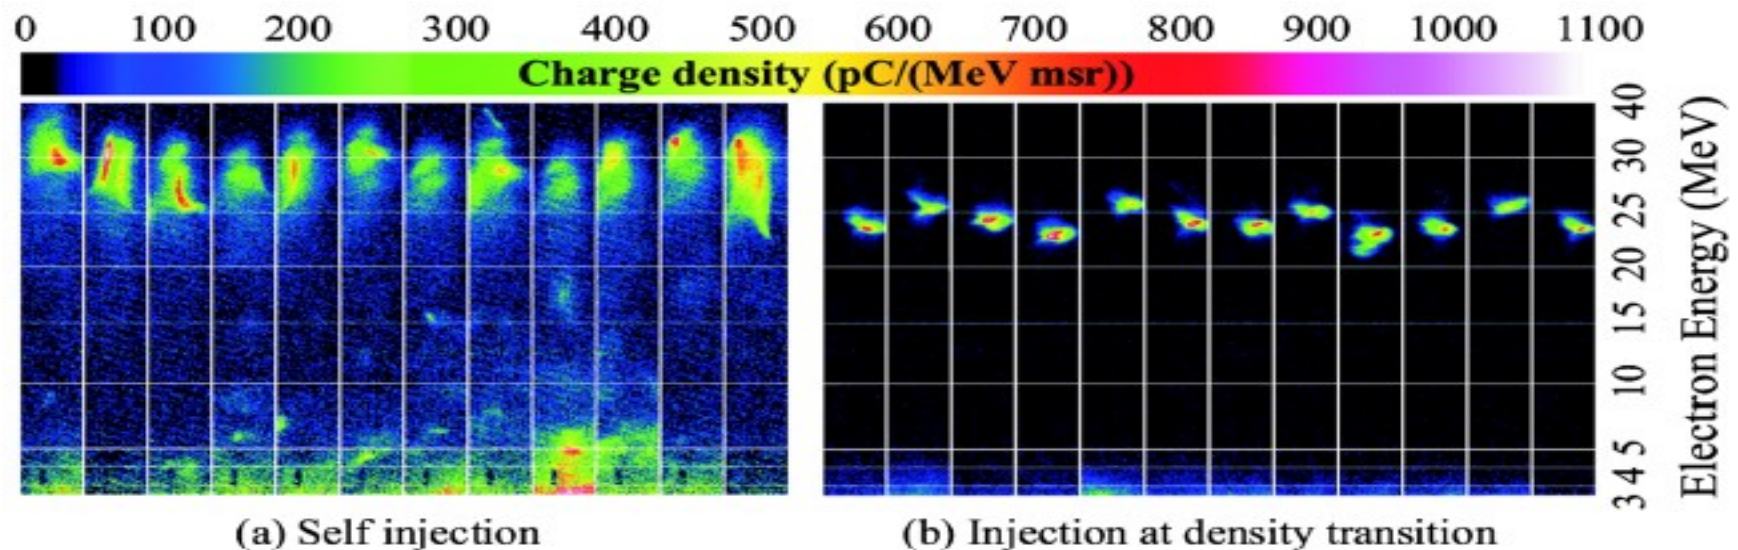 0 100 200 300 400 500 600 700 800 900 1000 1100
Charge density (pC/(MeV msr))
40
30
25
20
15
10
5
4
3
Electron Energy (MeV)
(a) Self injection
(b) Injection at density transition